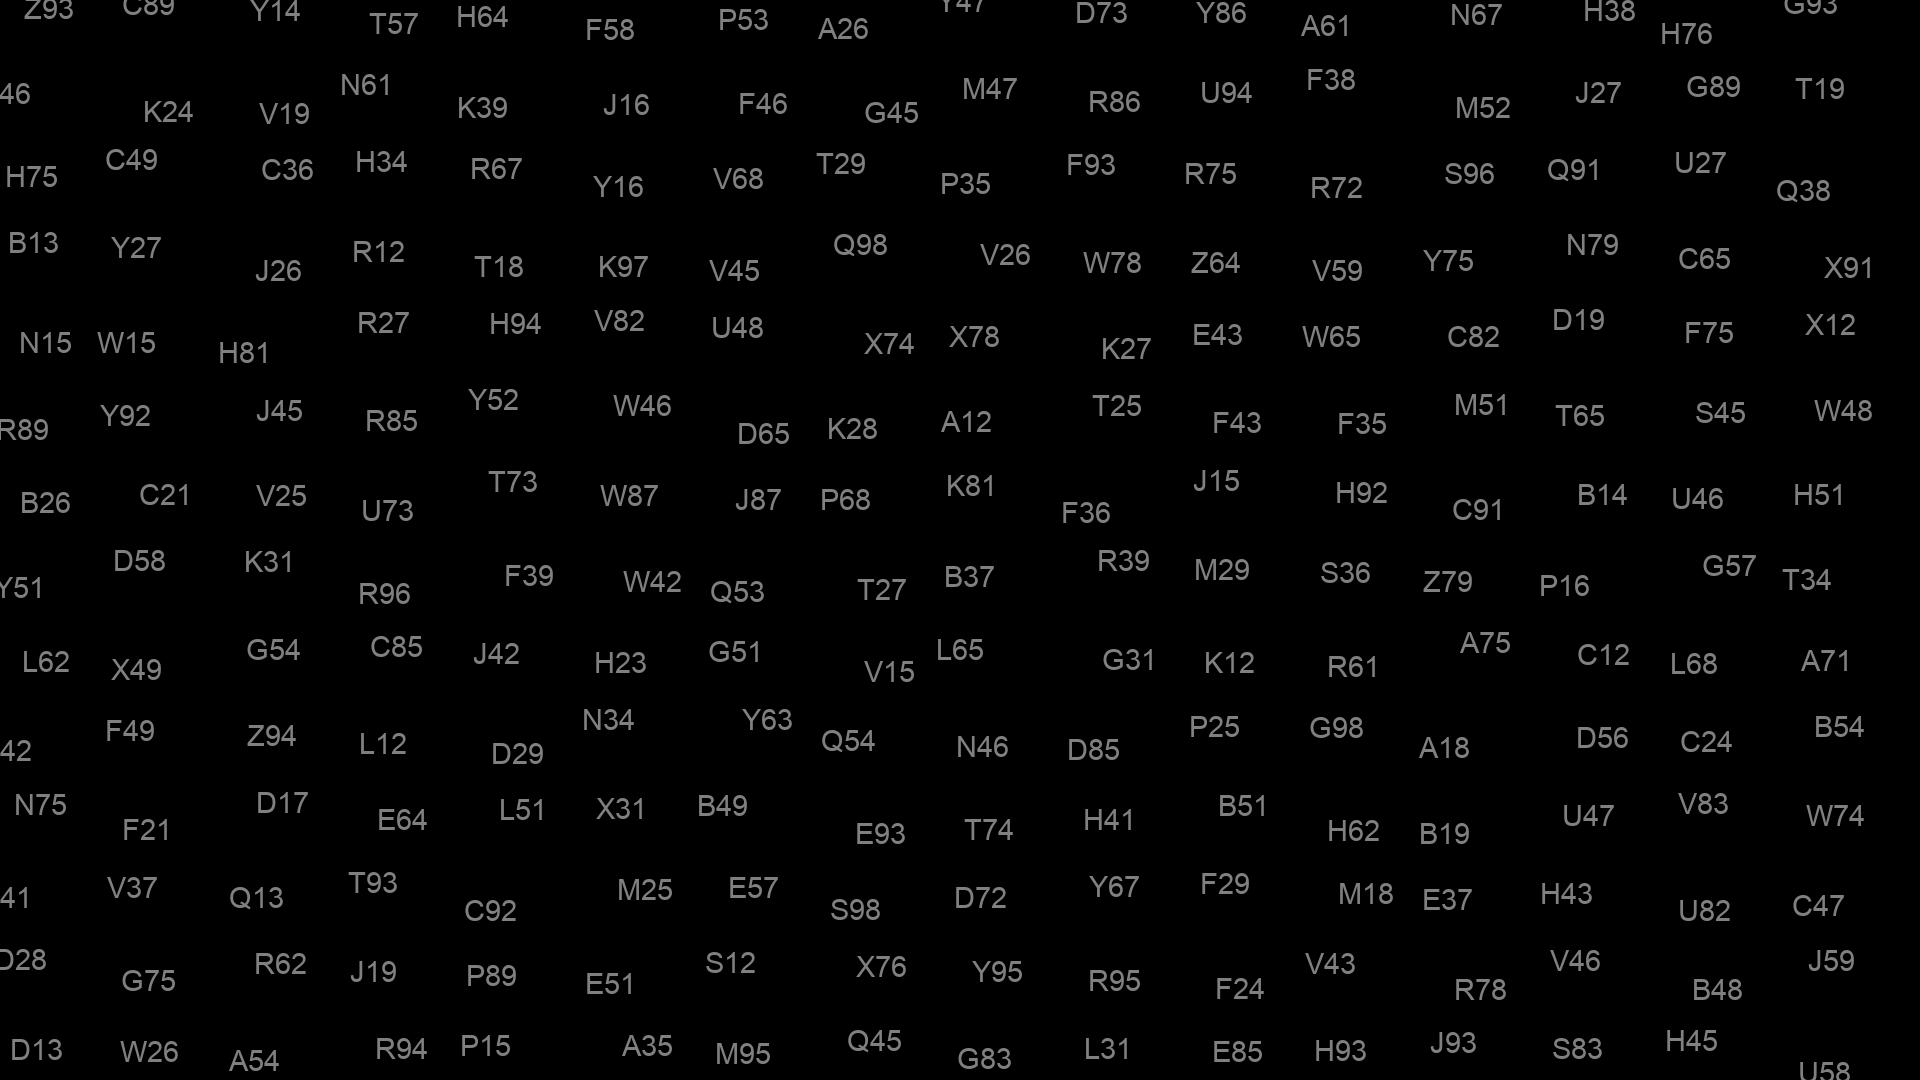 Z93 C89 Y14 T57 H64 F58 P53 A26 Y47 D73 Y86 A61 N67 H38 H76 G93
46 K24 V19 N61 K39 J16 F46 G45 M47 R86 U94 F38 M52 J27 G89 T19
H75 C49 C36 H34 R67 Y16 V68 T29 P35 F93 R75 R72 S96 Q91 U27 Q38
B13 Y27 J26 R12 T18 K97 V45 Q98 V26 W78 Z64 V59 Y75 N79 C65 X91
N15 W15 H81 R27 H94 V82 U48 X74 X78 K27 E43 W65 C82 D19 F75 X12
R89 Y92 J45 R85 Y52 W46 D65 K28 A12 T25 F43 F35 M51 T65 S45 W48
B26 C21 V25 U73 T73 W87 J87 P68 K81 F36 J15 H92 C91 B14 U46 H51
Y51 D58 K31 R96 F39 W42 Q53 T27 B37 R39 M29 S36 Z79 P16 G57 T34
L62 X49 G54 C85 J42 H23 G51 V15 L65 G31 K12 R61 A75 C12 L68 A71
42 F49 Z94 L12 D29 N34 Y63 Q54 N46 D85 P25 G98 A18 D56 C24 B54
N75 F21 D17 E64 L51 X31 B49 E93 T74 H41 B51 H62 B19 U47 V83 W74
41 V37 Q13 T93 C92 M25 E57 S98 D72 Y67 F29 M18 E37 H43 U82 C47
D28 G75 R62 J19 P89 E51 S12 X76 Y95 R95 F24 V43 R78 V46 B48 J59
D13 W26 A54 R94 P15 A35 M95 Q45 G83 L31 E85 H93 J93 S83 H45 U58